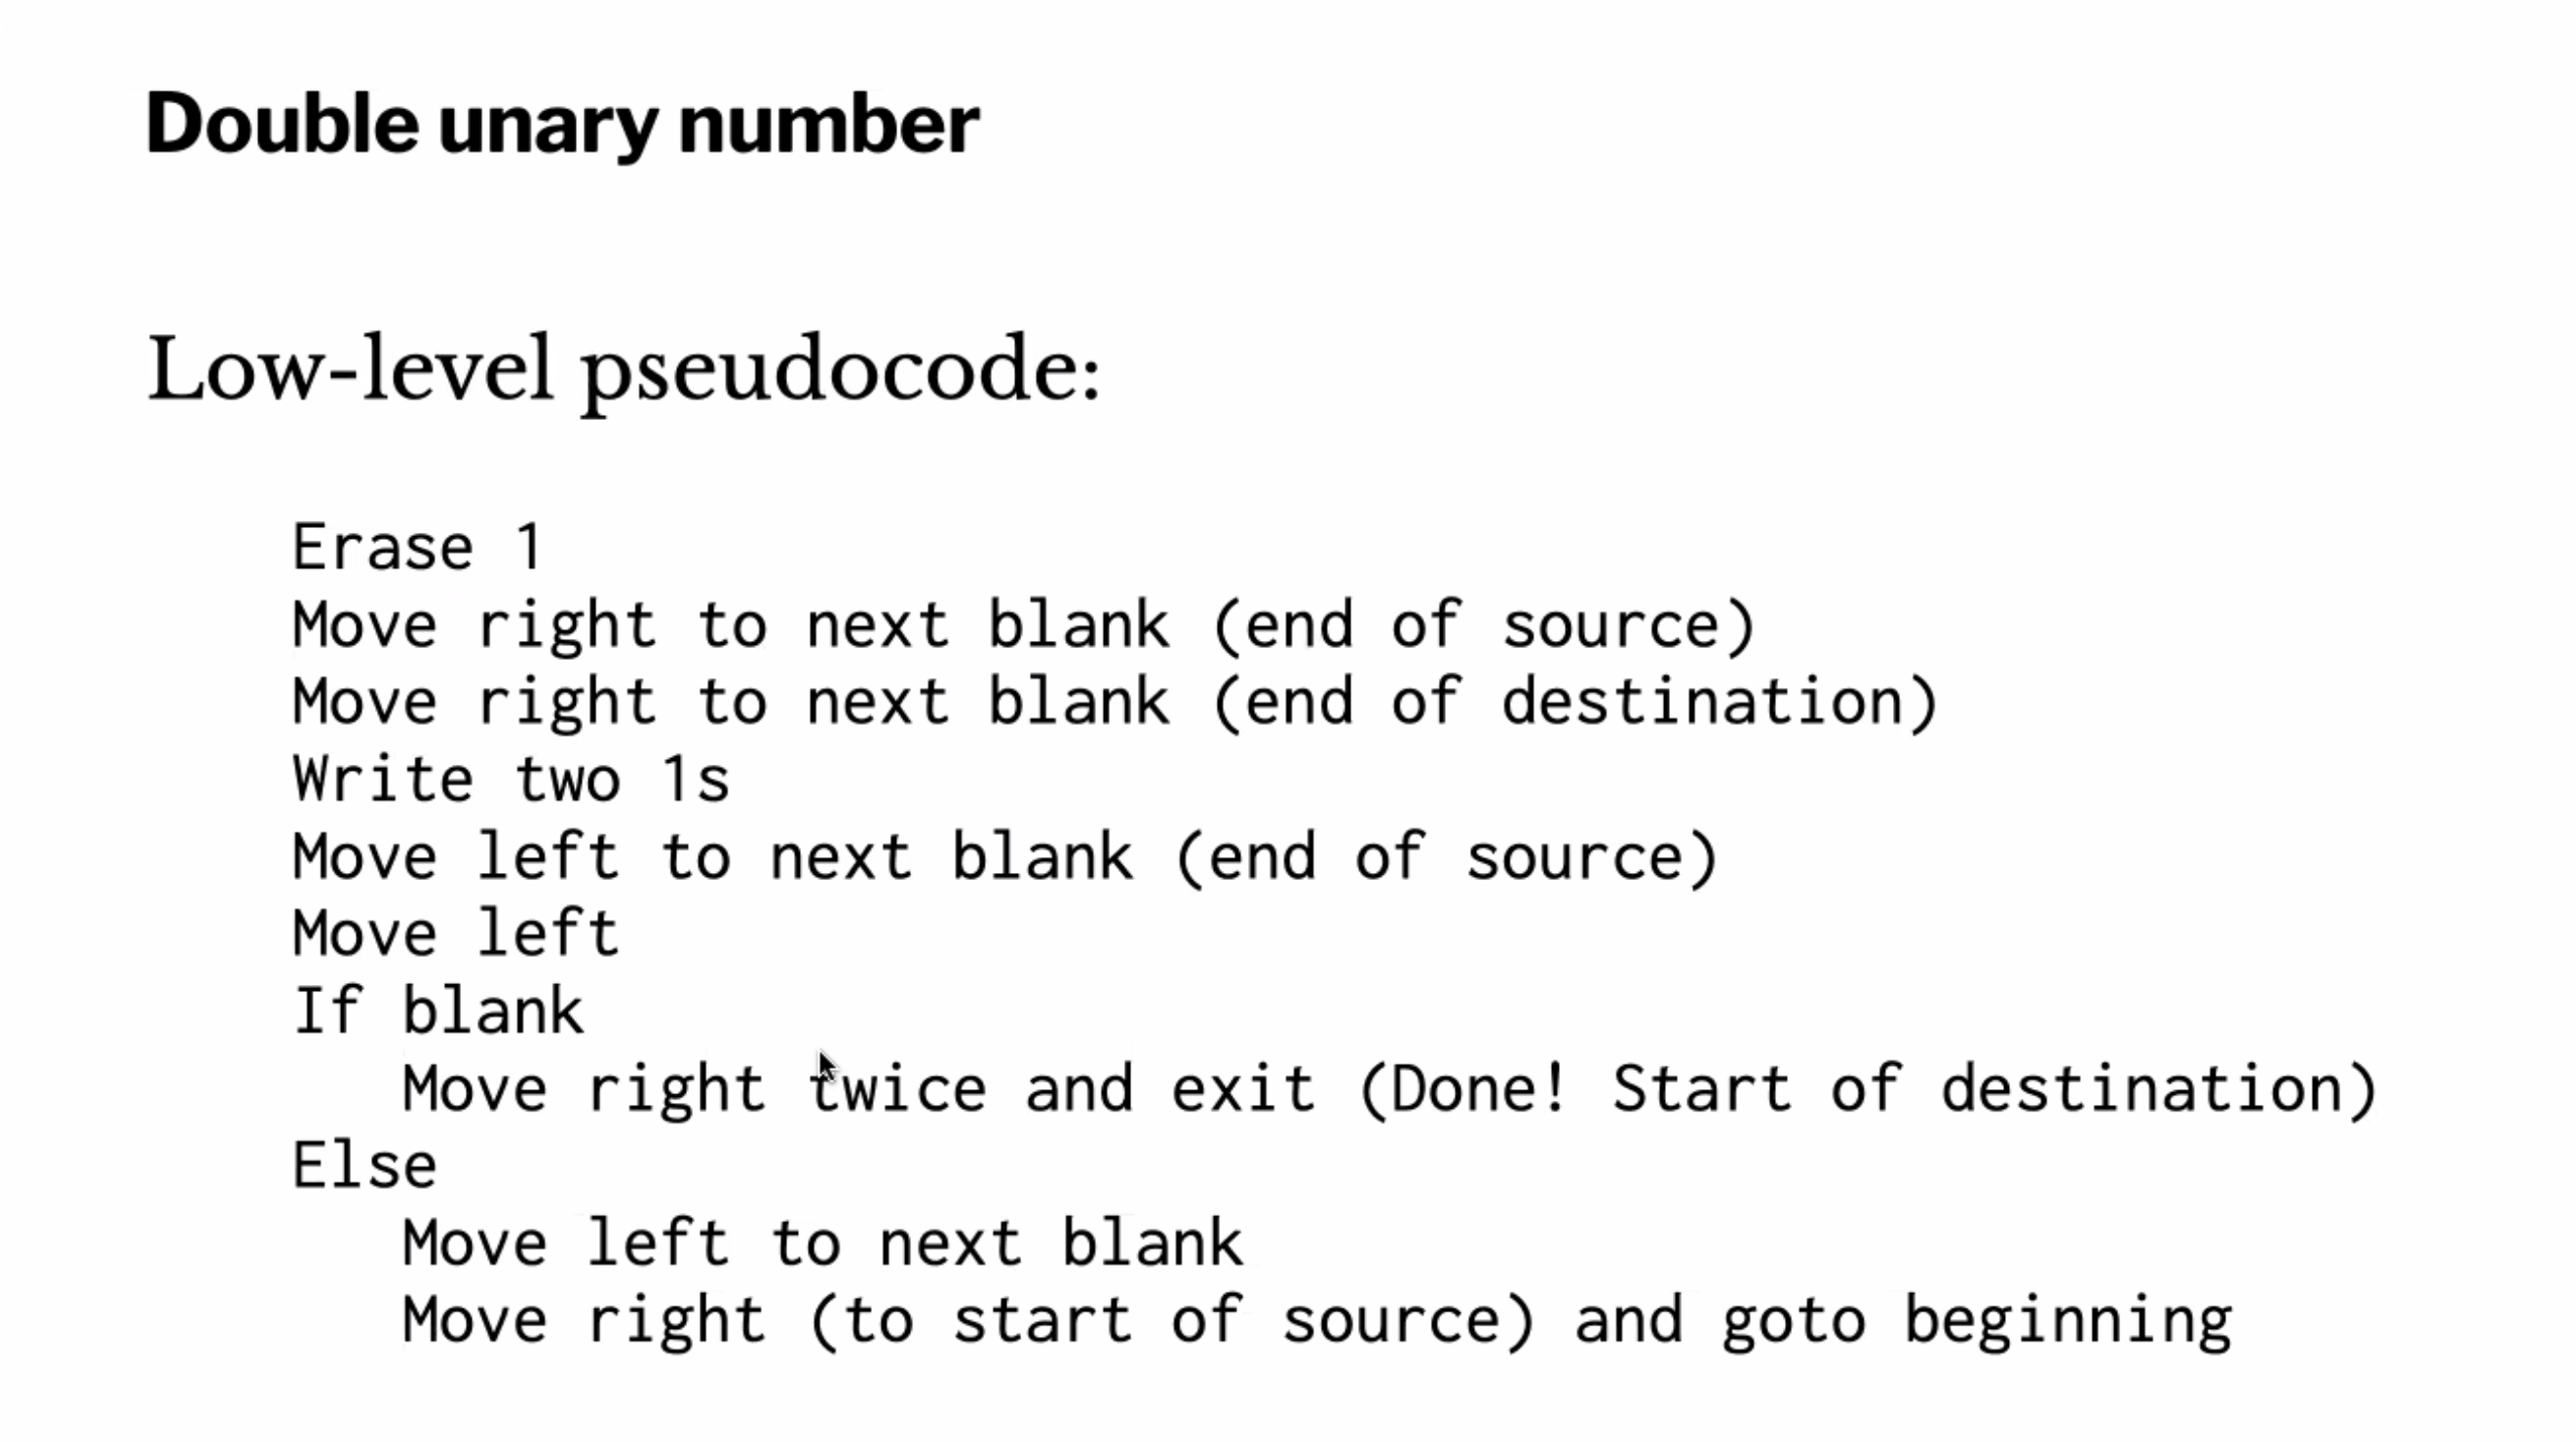 Double unary number
Low-level pseudocode:
Erase 1
Move right to next blank (end of source)
Move right to next blank (end of destination)
Write two 1s
Move left to next blank (end of source)
Move left
If blank
Move right twice and exit (Done! Start of destination)
Else
Move left to next blank
Move right (to start of source) and goto beginning